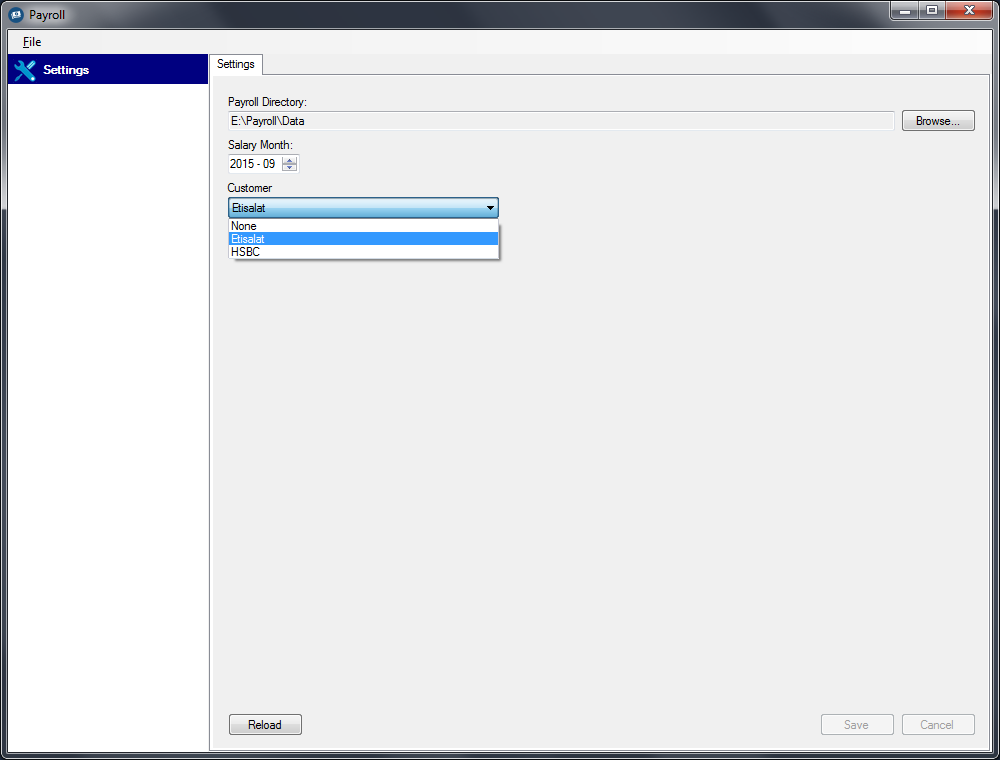 Payroll
File
Settings
Settings
Payroll Directory:
E:\Payroll\Data
Browse...
Salary Month:
2015 - 09
Customer
Etisalat
None
Etisalat
HSBC
Reload
Save
Cancel